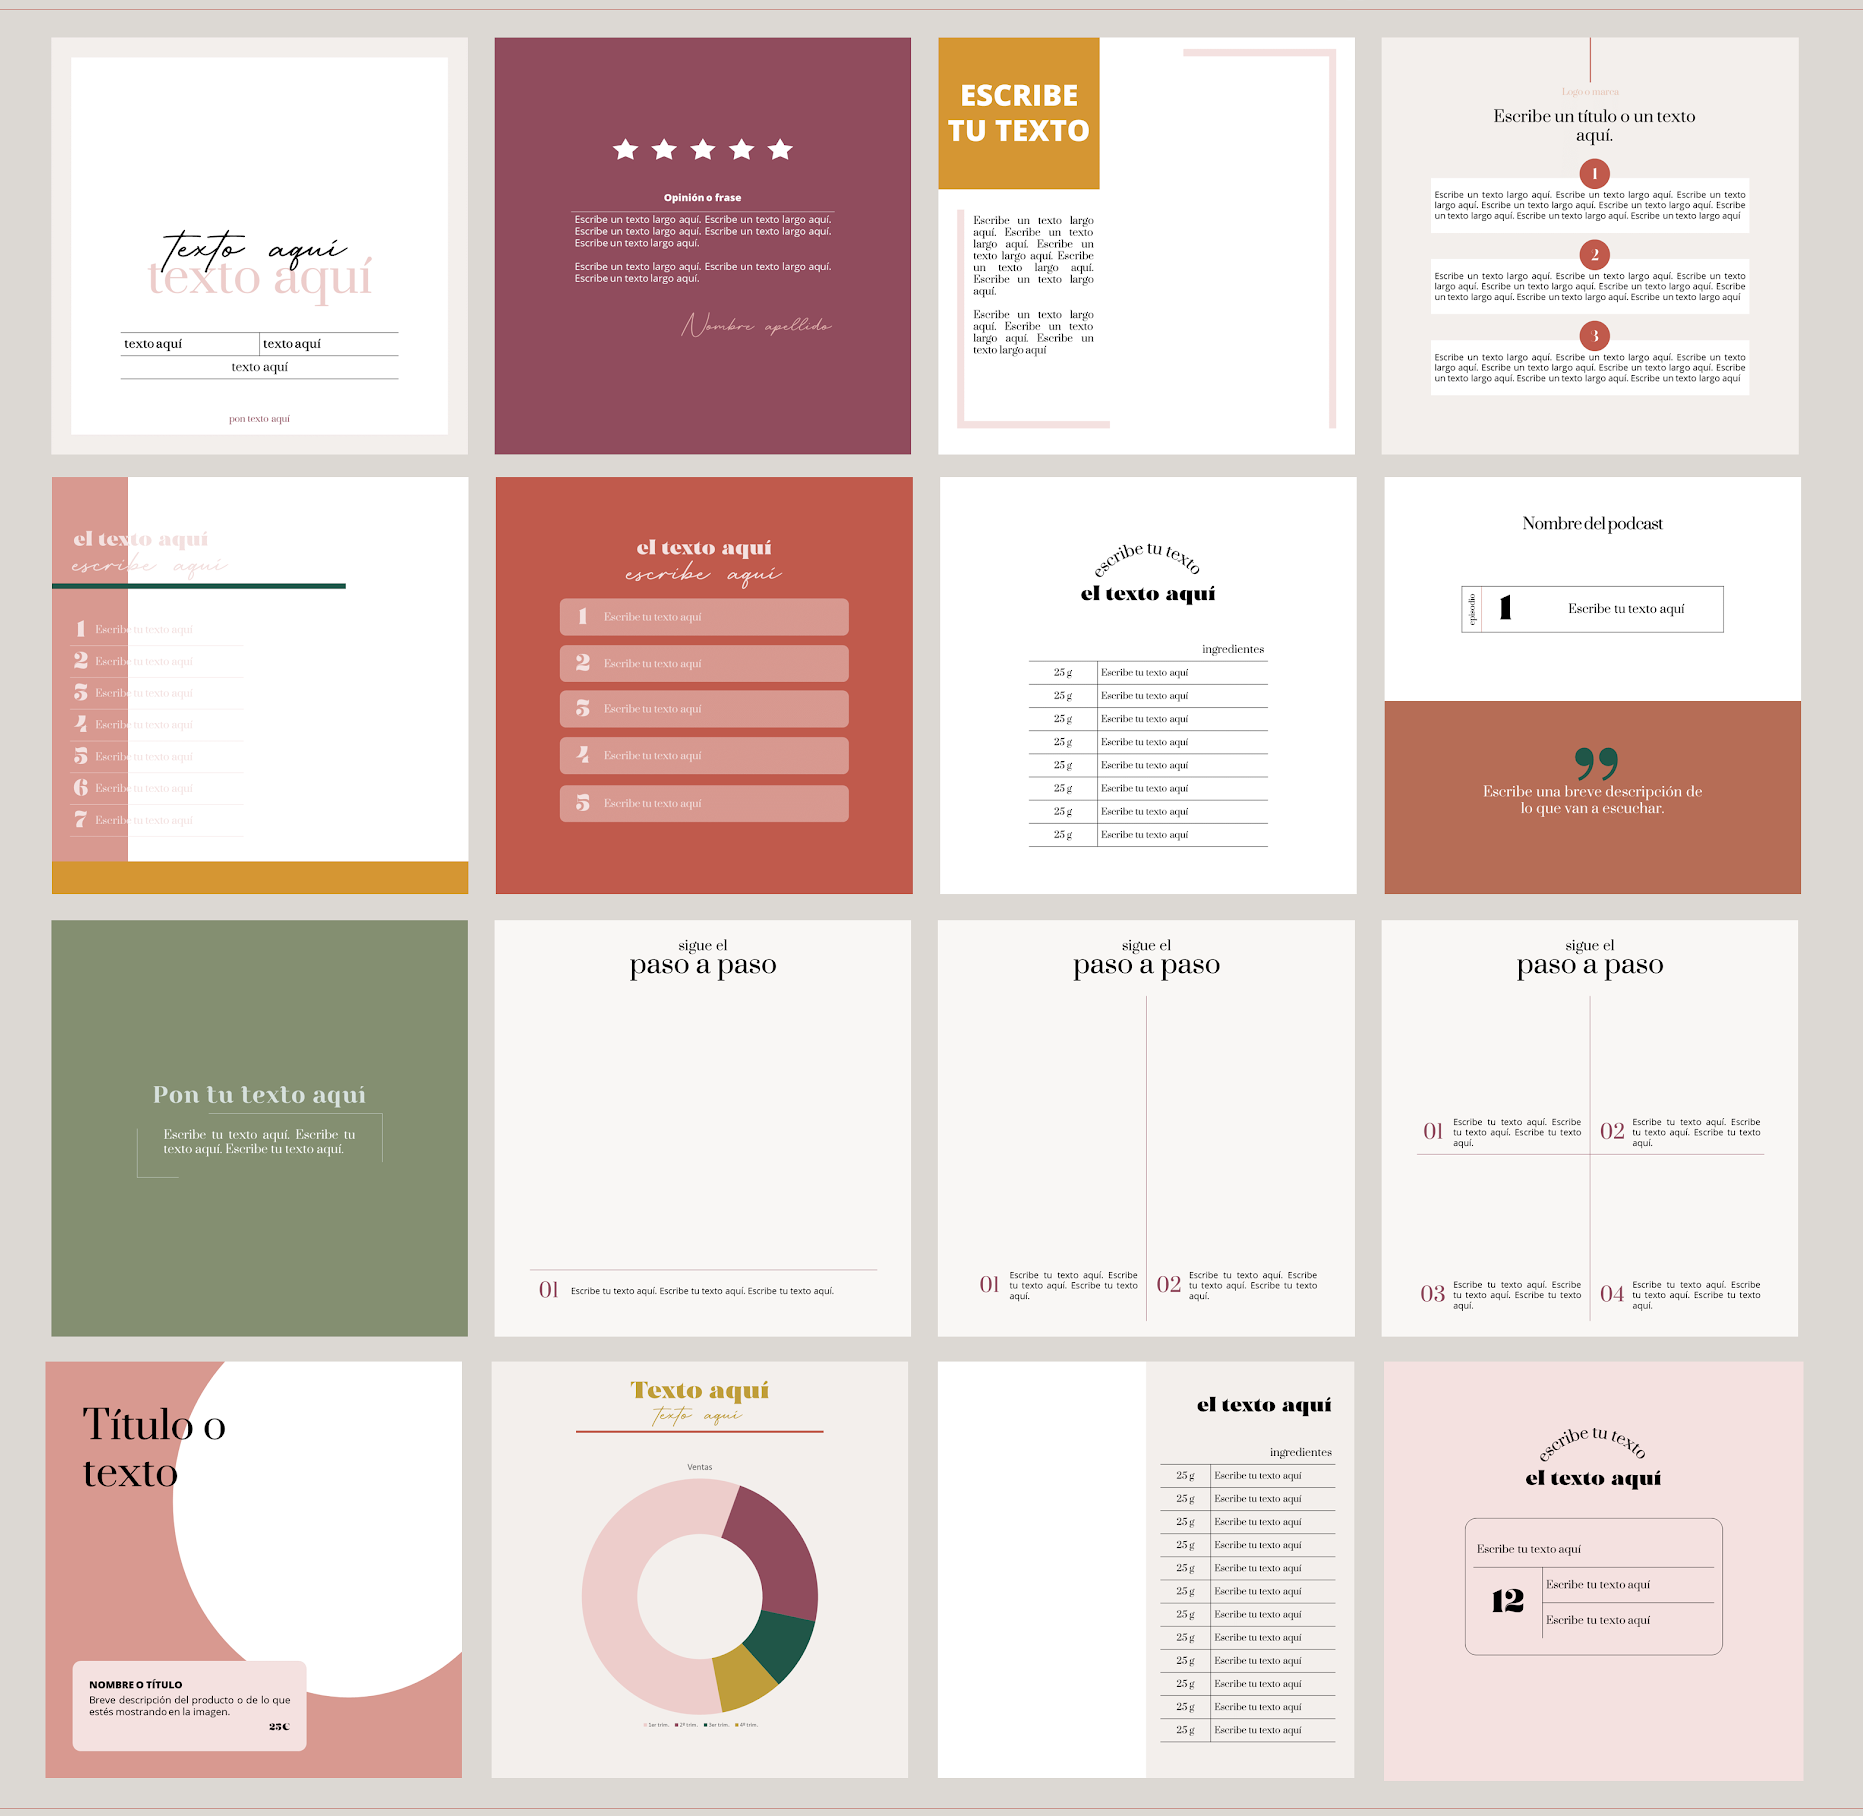 texto aquí
texto aquí
texto aquí
texto aquí
texto aquí
pon texto aquí
Opinión o frase
Escribe un texto largo aquí. Escribe un texto largo aquí.
Escribe un texto largo aquí. Escribe un texto largo aquí.
Escribe un texto largo aquí.
Escribe un texto largo aquí. Escribe un texto largo aquí.
Escribe un texto largo aquí.
Nombre apellido
ESCRIBE
TU TEXTO
Escribe un texto largo
aquí. Escribe un texto
largo aquí. Escribe un
texto largo aquí. Escribe
un texto largo aquí.
Escribe un texto largo
aquí.
Escribe un texto largo
aquí. Escribe un texto
largo aquí. Escribe un
texto largo aquí
Logo o marca
Escribe un título o un texto
aquí.
1
Escribe un texto largo aquí. Escribe un texto largo aquí. Escribe un texto
largo aquí. Escribe un texto largo aquí. Escribe un texto largo aquí. Escribe
un texto largo aquí. Escribe un texto largo aquí. Escribe un texto largo aquí
2
Escribe un texto largo aquí. Escribe un texto largo aquí. Escribe un texto
largo aquí. Escribe un texto largo aquí. Escribe un texto largo aquí. Escribe
un texto largo aquí. Escribe un texto largo aquí. Escribe un texto largo aquí
3
Escribe un texto largo aquí. Escribe un texto largo aquí. Escribe un texto
largo aquí. Escribe un texto largo aquí. Escribe un texto largo aquí. Escribe
un texto largo aquí. Escribe un texto largo aquí. Escribe un texto largo aquí
el texto aquí
escribe aquí
1 Escribe tu texto aquí
2 Escribe tu texto aquí
3 Escribe tu texto aquí
4 Escribe tu texto aquí
5 Escribe tu texto aquí
6 Escribe tu texto aquí
7 Escribe tu texto aquí
el texto aquí
escribe aquí
1 Escribe tu texto aquí
2 Escribe tu texto aquí
3 Escribe tu texto aquí
4 Escribe tu texto aquí
5 Escribe tu texto aquí
escribe tu texto
el texto aquí
ingredientes
25 g Escribe tu texto aquí
25 g Escribe tu texto aquí
25 g Escribe tu texto aquí
25 g Escribe tu texto aquí
25 g Escribe tu texto aquí
25 g Escribe tu texto aquí
25 g Escribe tu texto aquí
25 g Escribe tu texto aquí
Nombre del podcast
episodio
1 Escribe tu texto aquí
”
Escribe una breve descripción de
lo que van a escuchar.
Pon tu texto aquí
Escribe tu texto aquí. Escribe tu
texto aquí. Escribe tu texto aquí.
sigue el
paso a paso
01 Escribe tu texto aquí. Escribe tu texto aquí. Escribe tu texto aquí.
sigue el
paso a paso
01
Escribe tu texto aquí. Escribe
tu texto aquí. Escribe tu texto
aquí.
02
Escribe tu texto aquí. Escribe
tu texto aquí. Escribe tu texto
aquí.
sigue el
paso a paso
01
Escribe tu texto aquí. Escribe
tu texto aquí. Escribe tu texto
aquí.
02
Escribe tu texto aquí. Escribe
tu texto aquí. Escribe tu texto
aquí.
03
Escribe tu texto aquí. Escribe
tu texto aquí. Escribe tu texto
aquí.
04
Escribe tu texto aquí. Escribe
tu texto aquí. Escribe tu texto
aquí.
Título o
texto
NOMBRE O TÍTULO
Breve descripción del producto o de lo que
estés mostrando en la imagen.
25€
Texto aquí
Texto aquí
Ventas
1er trim. 2º trim. 3er trim. 4º trim.
el texto aquí
ingredientes
25 g Escribe tu texto aquí
25 g Escribe tu texto aquí
25 g Escribe tu texto aquí
25 g Escribe tu texto aquí
25 g Escribe tu texto aquí
25 g Escribe tu texto aquí
25 g Escribe tu texto aquí
25 g Escribe tu texto aquí
25 g Escribe tu texto aquí
25 g Escribe tu texto aquí
25 g Escribe tu texto aquí
25 g Escribe tu texto aquí
escribe tu texto
el texto aquí
Escribe tu texto aquí
12
Escribe tu texto aquí
Escribe tu texto aquí